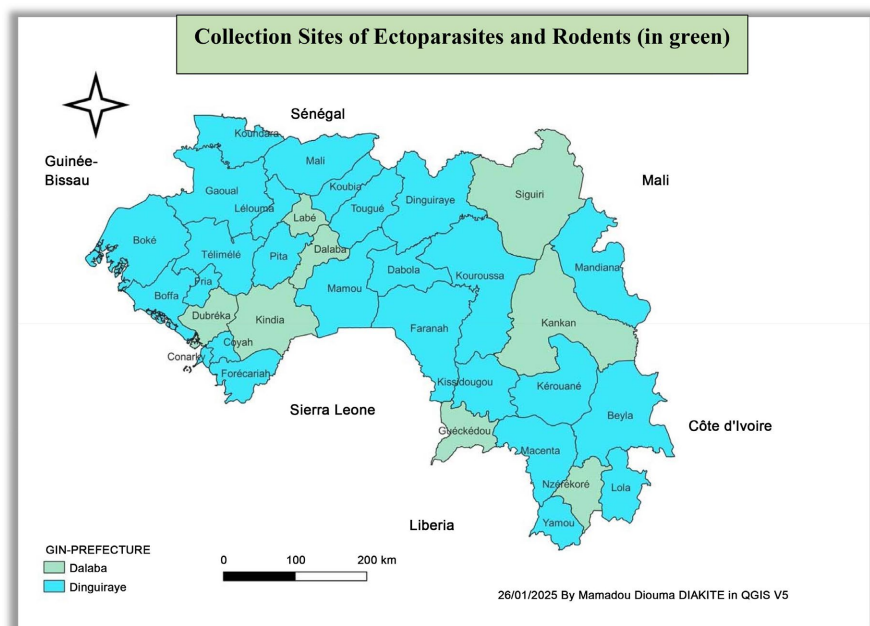 Collection Sites of Ectoparasites and Rodents (in green)
Sénégal
Guinée-
Bissau
Mali
Koundara
Mali
Koubia
Gaoual
Lélouma
Labé
Tougué
Dinguiraye
Siguiri
Boké
Télimélé
Pita
Dalaba
Dabola
Kouroussa
Mandiana
Fria
Boffa
Mamou
Dubréka
Kindia
Faranah
Kankan
Coyah
Conarky
Forécariah
Kissidougou
Kérouané
Sierra Leone
Beyla
Côte d'Ivoire
Guéckédou
Macenta
Nzérékoré
Lola
Liberia
Yamou
GIN-PREFECTURE
Dalaba
Dinguiraye
0 100 200 km
26/01/2025 By Mamadou Diouma DIAKITE in QGIS V5